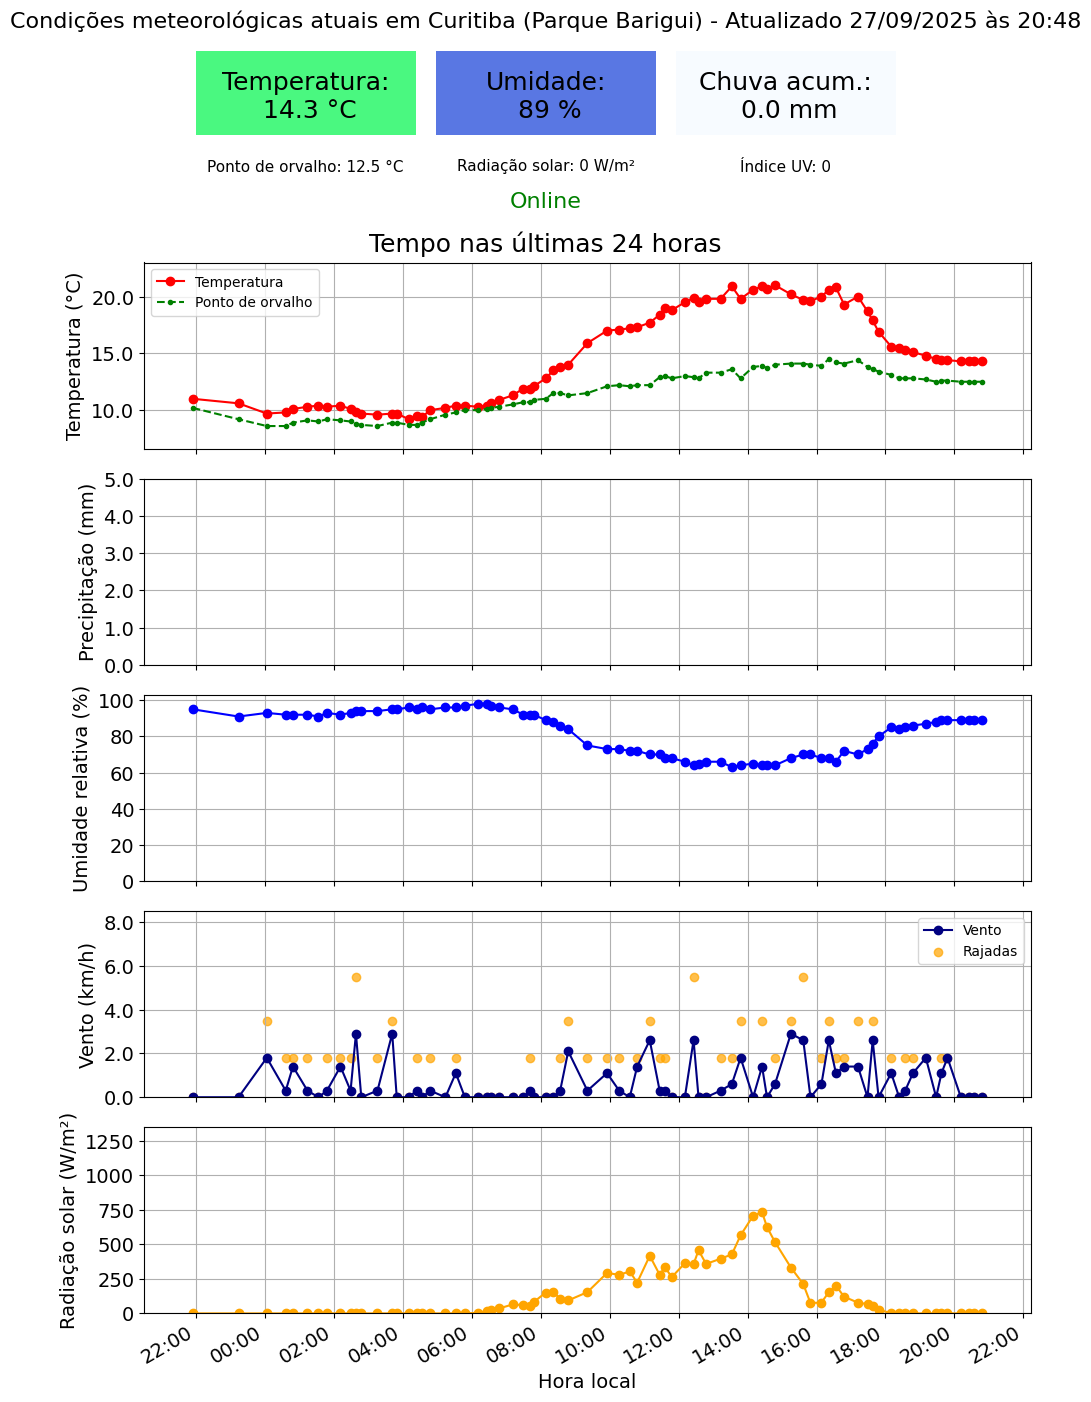 Condições meteorológicas atuais em Curitiba (Parque Barigui) - Atualizado 27/09/2025 às 20:48
Temperatura:
14.3 °C
Umidade:
89 %
Chuva acum.:
0.0 mm
Ponto de orvalho: 12.5 °C
Radiação solar: 0 W/m²
Índice UV: 0
Online
Tempo nas últimas 24 horas
Temperatura (°C)
20.0
15.0
10.0
Temperatura
Ponto de orvalho
Precipitação (mm)
5.0
4.0
3.0
2.0
1.0
0.0
Umidade relativa (%)
100
80
60
40
20
0
Vento (km/h)
8.0
6.0
4.0
2.0
0.0
Vento
Rajadas
Radiação solar (W/m²)
1250
1000
750
500
250
0
22:00
00:00
02:00
04:00
06:00
08:00
10:00
12:00
14:00
16:00
18:00
20:00
22:00
Hora local